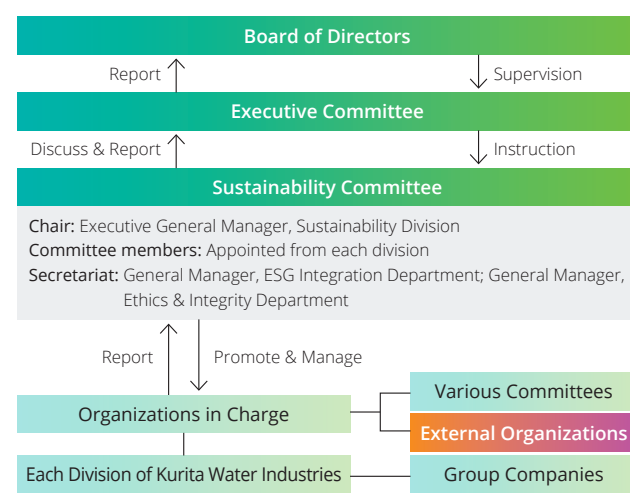 Board of Directors
Report
Supervision
Executive Committee
Discuss & Report
Instruction
Sustainability Committee
Chair: Executive General Manager, Sustainability Division
Committee members: Appointed from each division
Secretariat: General Manager, ESG Integration Department; General Manager,
Ethics & Integrity Department
Report
Promote & Manage
Organizations in Charge
Various Committees
External Organizations
Each Division of Kurita Water Industries
Group Companies